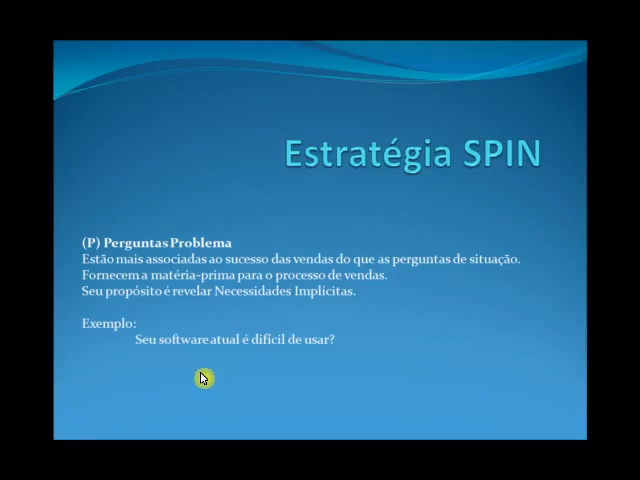 Estratégia SPIN
(P) Perguntas Problema
Estão mais associadas ao sucesso das vendas do que as perguntas de situação.
Fornecem a matéria-prima para o processo de vendas.
Seu propósito é revelar Necessidades Implícitas.
Exemplo:
Seu software atual é difícil de usar?